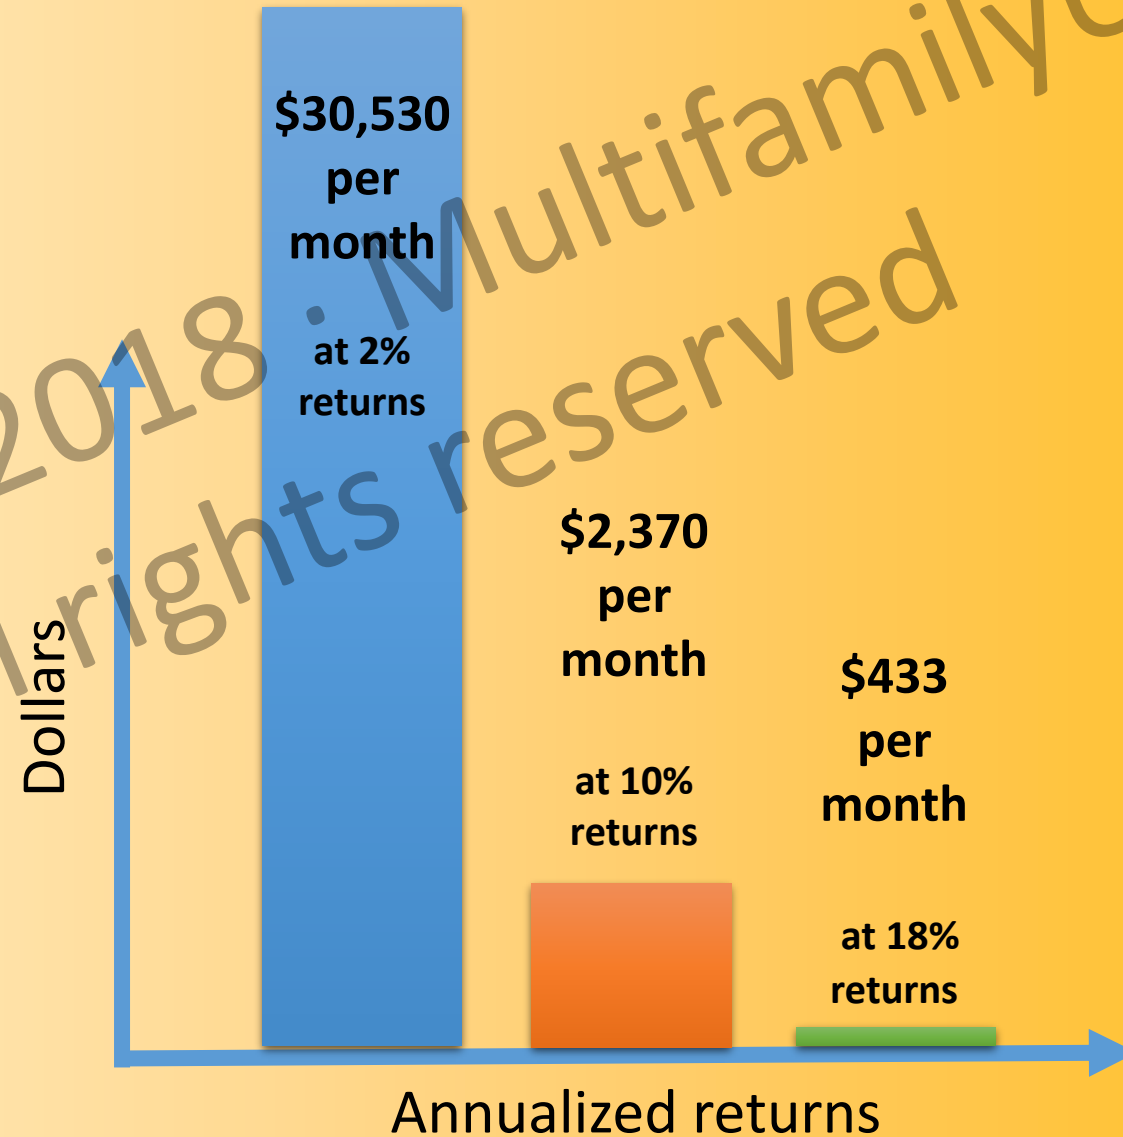 $30,530
per
month
at 2%
returns
$2,370
per
month
at 10%
returns
$433
per
month
at 18%
returns
Dollars
Annualized returns
2018 · Multifamily
rights reserved